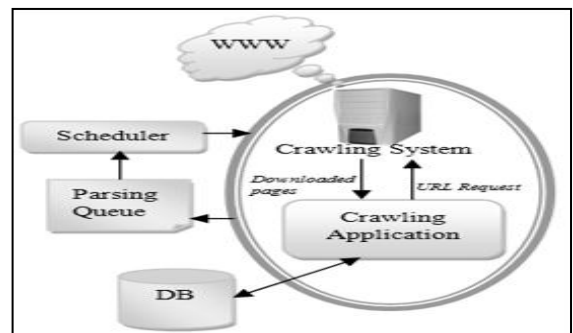 WWW
Scheduler
Crawling System
Downloaded
pages
URL Request
Parsing
Queue
Crawling
Application
DB